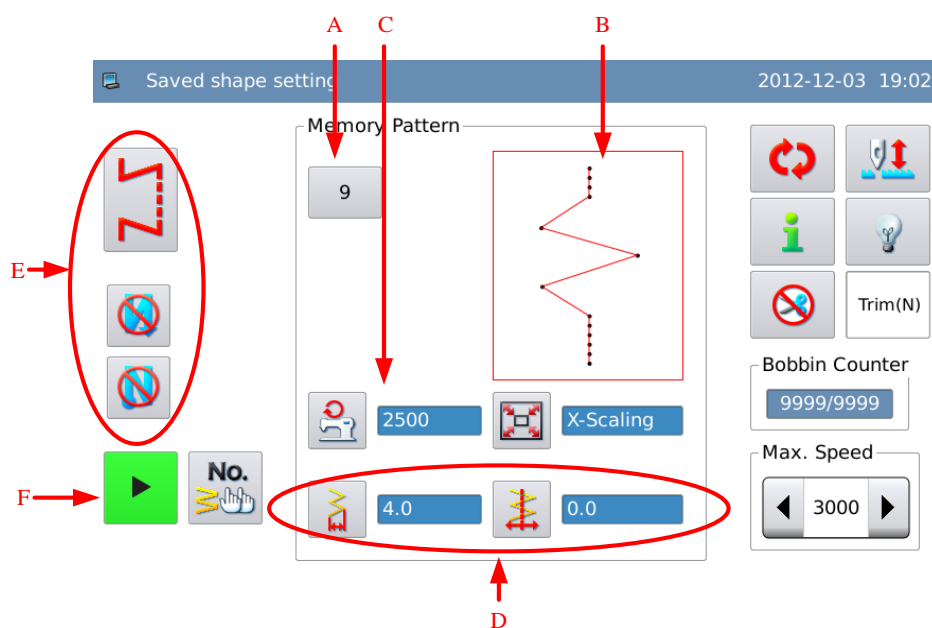 A
C
B
Saved shape setting
2012-12-03 19:02
Memory Pattern
9
E
Trim(N)
Bobbin Counter
9999/9999
2500
X-Scaling
Max. Speed
No.
F
4.0
0.0
3000
D